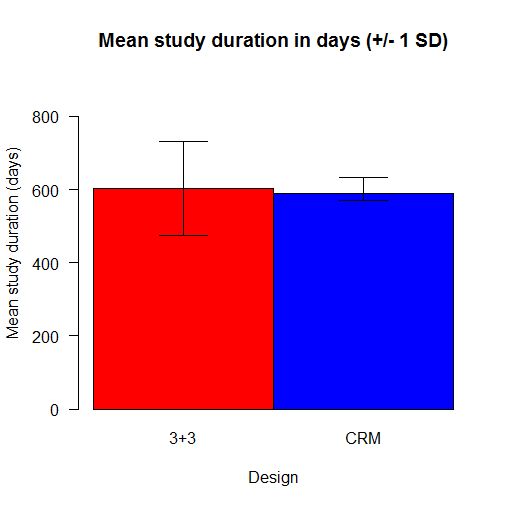 Mean study duration in days (+/- 1 SD)
Mean study duration (days)
800
600
400
200
0
3+3 CRM
Design